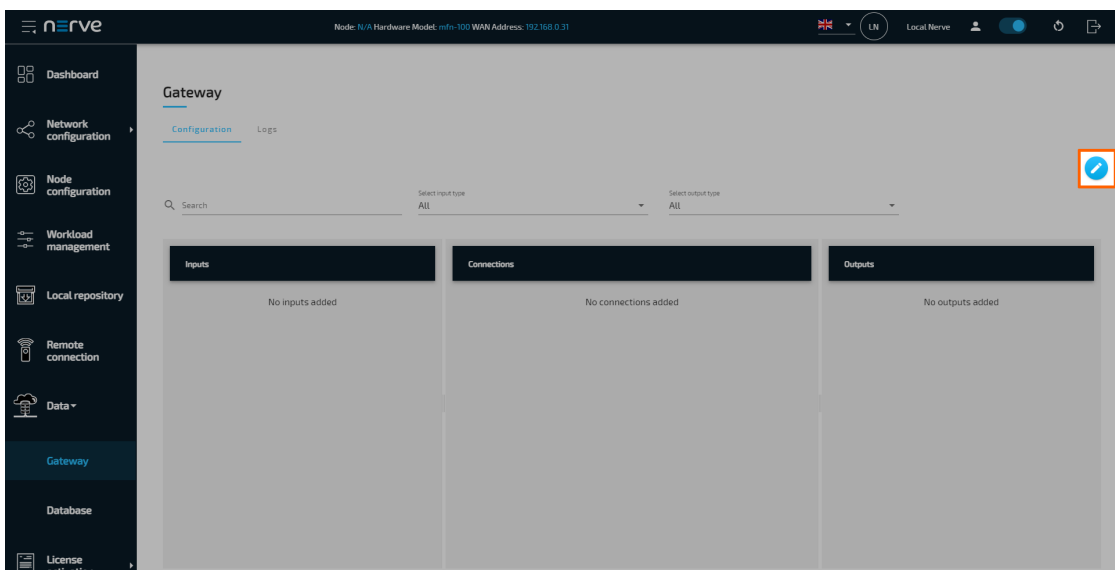 nerve
Node: N/A Hardware Model: mfn-100 WAN Address: 192.168.0.31
LN
Local Nerve
Dashboard
Network
configuration
Node
configuration
Workload
management
Local repository
Remote
connection
Data
Gateway
Database
License
Gateway
Configuration
Logs
Search
Select input type
All
Select output type
All
Inputs
Connections
Outputs
No inputs added
No connections added
No outputs added